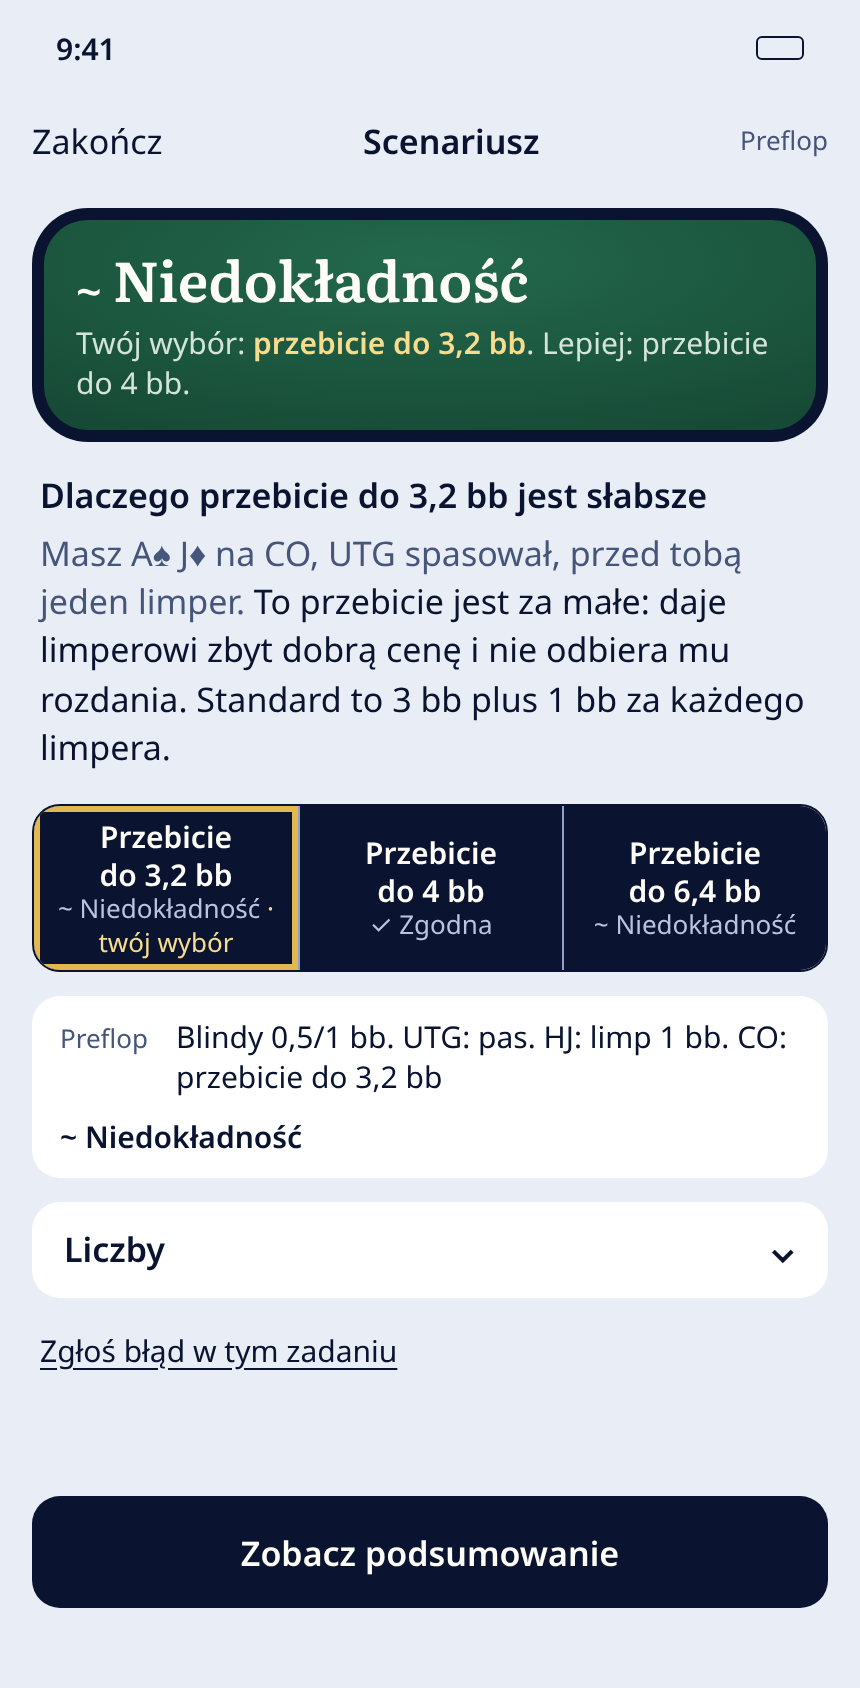 9:41
Zakończ
Scenariusz
Preflop
~ Niedokładność
Twój wybór: przebicie do 3,2 bb. Lepiej: przebicie
do 4 bb.
Dlaczego przebicie do 3,2 bb jest słabsze
Masz A♠ J♦ na CO, UTG spasował, przed tobą
jeden limper. To przebicie jest za małe: daje
limperowi zbyt dobrą cenę i nie odbiera mu
rozdania. Standard to 3 bb plus 1 bb za każdego
limpera.
Przebicie
do 3,2 bb
~ Niedokładność ·
twój wybór
Przebicie
do 4 bb
✓ Zgodna
Przebicie
do 6,4 bb
~ Niedokładność
Preflop
Blindy 0,5/1 bb. UTG: pas. HJ: limp 1 bb. CO:
przebicie do 3,2 bb
~ Niedokładność
Liczby
Zgłoś błąd w tym zadaniu
Zobacz podsumowanie